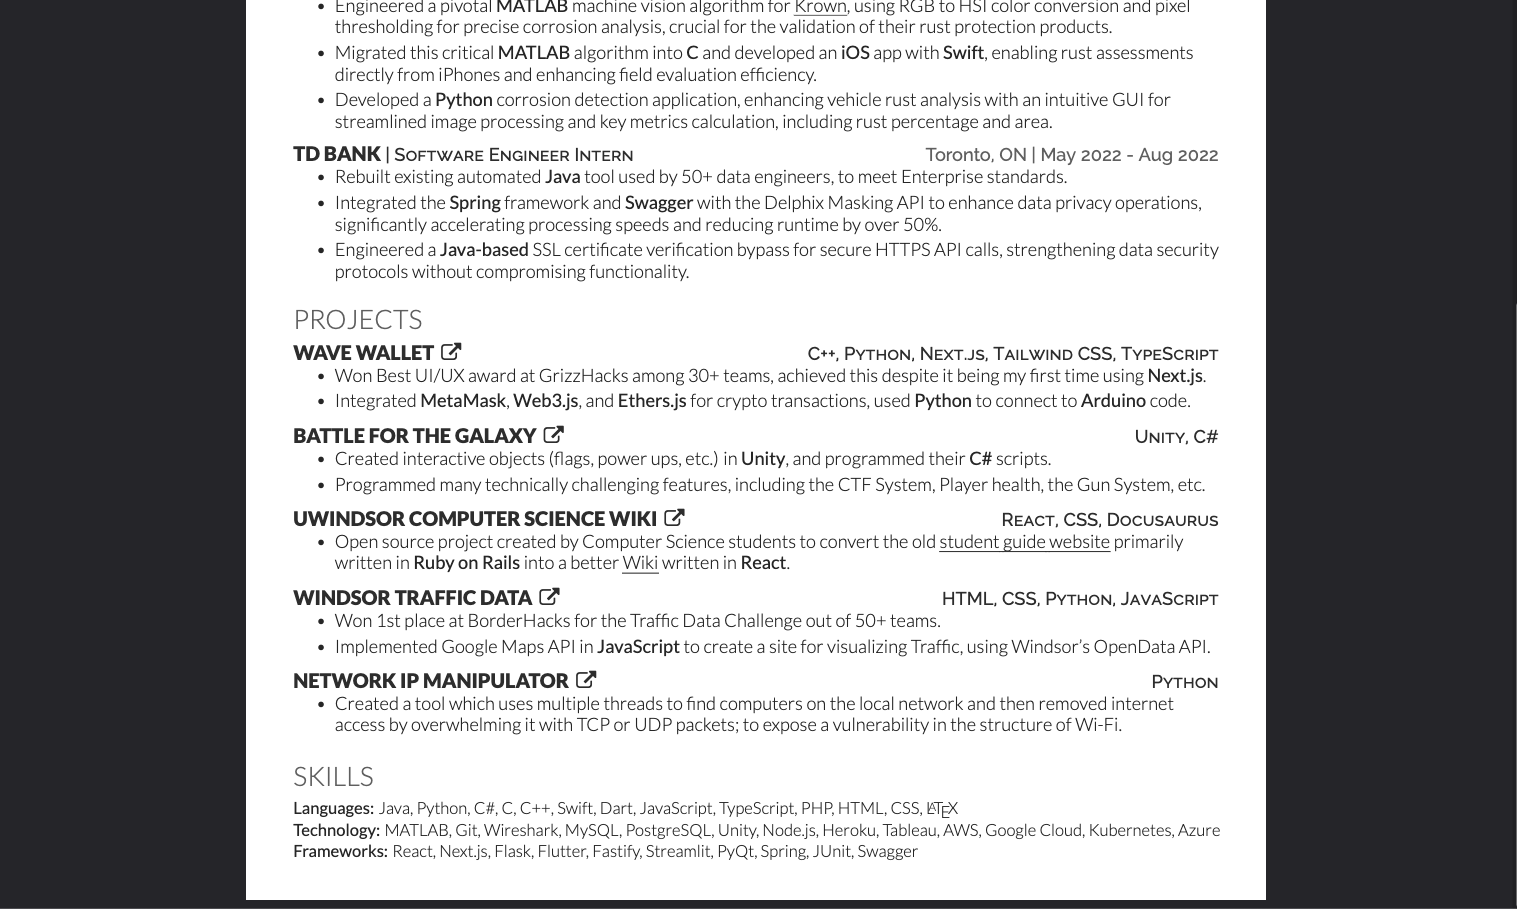 Engineered a pivotal MATLAB machine vision algorithm for Krown, using RGB to HSI color conversion and pixel
thresholding for precise corrosion analysis, crucial for the validation of their rust protection products.
• Migrated this critical MATLAB algorithm into C and developed an iOS app with Swift, enabling rust assessments
directly from iPhones and enhancing field evaluation efficiency.
• Developed a Python corrosion detection application, enhancing vehicle rust analysis with an intuitive GUI for
streamlined image processing and key metrics calculation, including rust percentage and area.
TD BANK | Software Engineer Intern Toronto, ON | May 2022 - Aug 2022
• Rebuilt existing automated Java tool used by 50+ data engineers, to meet Enterprise standards.
• Integrated the Spring framework and Swagger with the Delphix Masking API to enhance data privacy operations,
significantly accelerating processing speeds and reducing runtime by over 50%.
• Engineered a Java-based SSL certificate verification bypass for secure HTTPS API calls, strengthening data security
protocols without compromising functionality.
PROJECTS
WAVE WALLET C++, Python, Next.js, Tailwind CSS, TypeScript
• Won Best UI/UX award at GrizzHacks among 30+ teams, achieved this despite it being my first time using Next.js.
• Integrated MetaMask, Web3.js, and Ethers.js for crypto transactions, used Python to connect to Arduino code.
BATTLE FOR THE GALAXY Unity, C#
• Created interactive objects (flags, power ups, etc.) in Unity, and programmed their C# scripts.
• Programmed many technically challenging features, including the CTF System, Player health, the Gun System, etc.
UWINDSOR COMPUTER SCIENCE WIKI React, CSS, Docusaurus
• Open source project created by Computer Science students to convert the old student guide website primarily
written in Ruby on Rails into a better Wiki written in React.
WINDSOR TRAFFIC DATA HTML, CSS, Python, JavaScript
• Won 1st place at BorderHacks for the Traffic Data Challenge out of 50+ teams.
• Implemented Google Maps API in JavaScript to create a site for visualizing Traffic, using Windsor's OpenData API.
NETWORK IP MANIPULATOR Python
• Created a tool which uses multiple threads to find computers on the local network and then removed internet
access by overwhelming it with TCP or UDP packets; to expose a vulnerability in the structure of Wi-Fi.
SKILLS
Languages: Java, Python, C#, C, C++, Swift, Dart, JavaScript, TypeScript, PHP, HTML, CSS, LATEX
Technology: MATLAB, Git, Wireshark, MySQL, PostgreSQL, Unity, Node.js, Heroku, Tableau, AWS, Google Cloud, Kubernetes, Azure
Frameworks: React, Next.js, Flask, Flutter, Fastify, Streamlit, PyQt, Spring, JUnit, Swagger